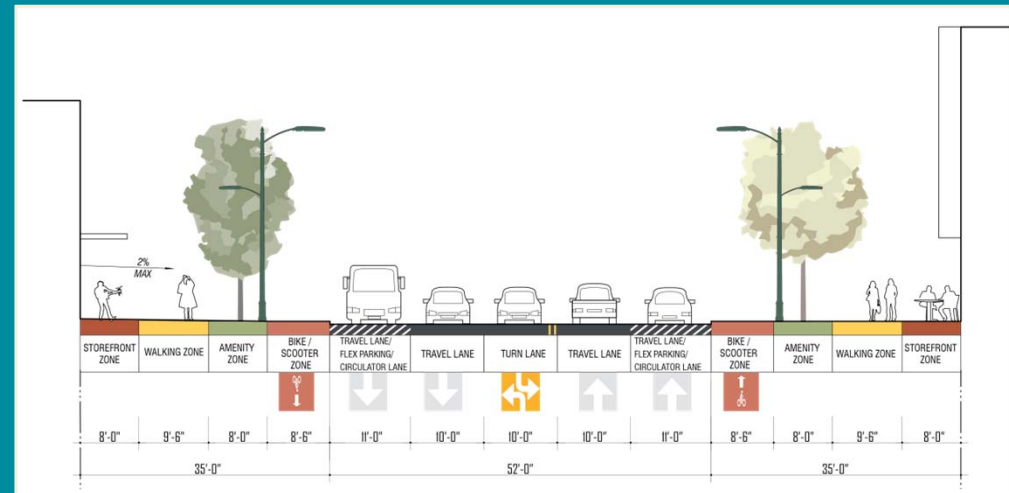 2%
MAX
STOREFRONT
ZONE
WALKING ZONE
AMENITY
ZONE
BIKE /
SCOOTER
ZONE
TRAVEL LANE/
FLEX PARKING/
CIRCULATOR LANE
TRAVEL LANE
TURN LANE
TRAVEL LANE
TRAVEL LANE/
FLEX PARKING/
CIRCULATOR LANE
BIKE /
SCOOTER
ZONE
AMENITY
ZONE
WALKING ZONE
STOREFRONT
ZONE
8'-0" 9'-6" 8'-0" 8'-6" 11'-0" 10'-0" 10'-0" 10'-0" 11'-0" 8'-6" 8'-0" 9'-6" 8'-0"
35'-0" 52'-0" 35'-0"